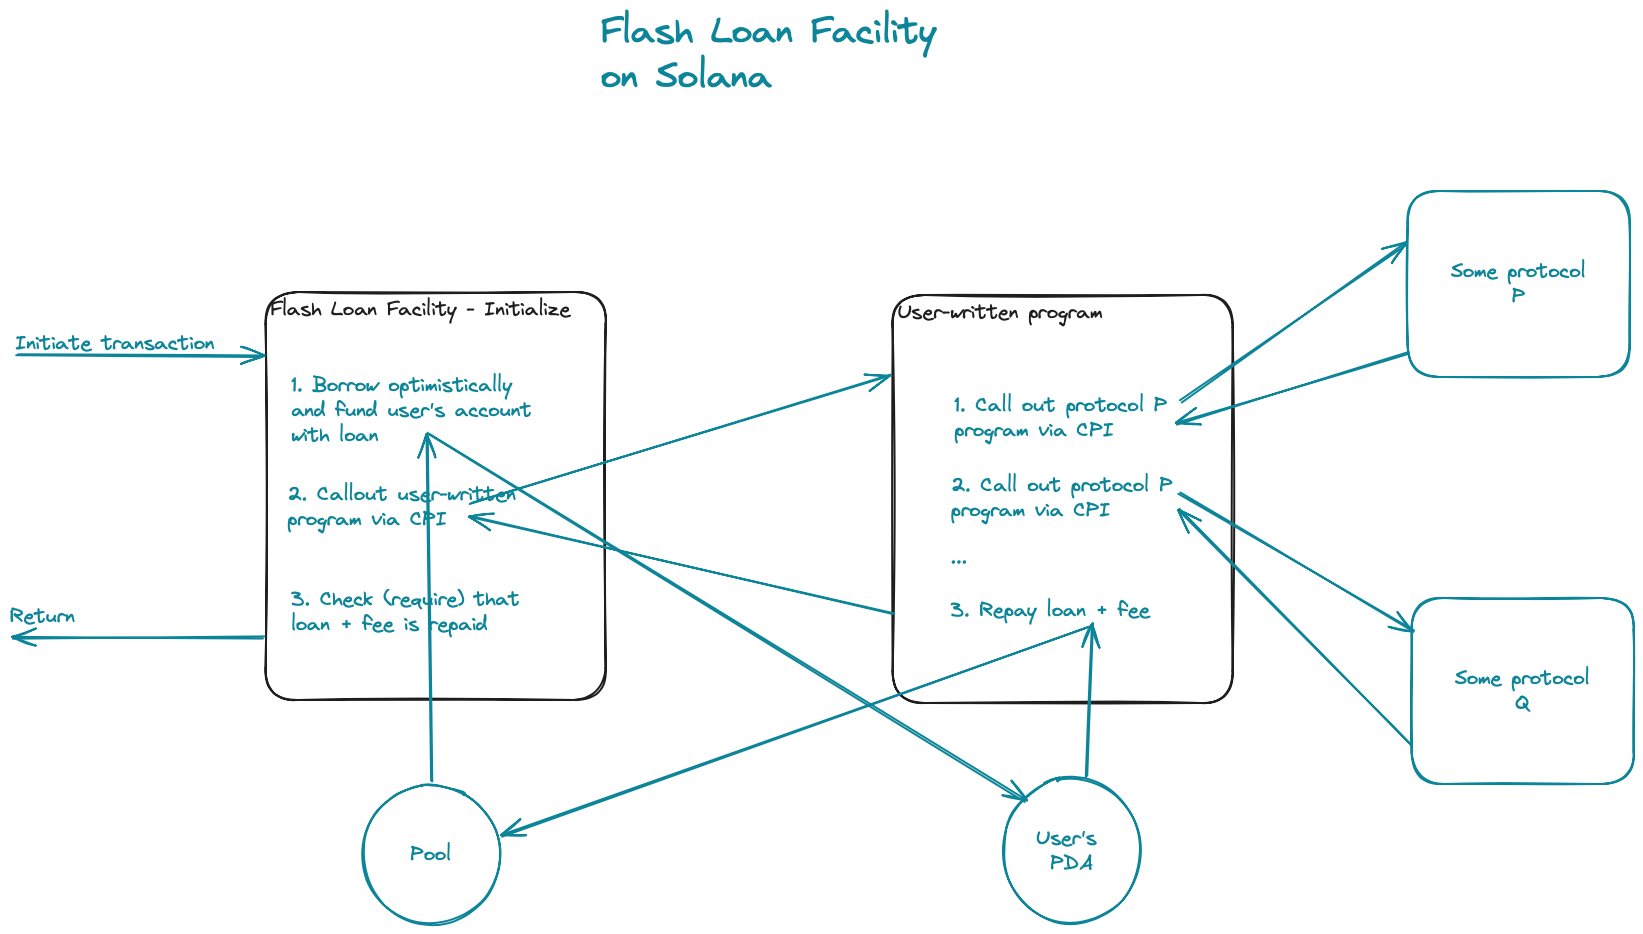 Flash Loan Facility
on Solana
Flash Loan Facility - Initialize
Initiate transaction
1. Borrow optimistically
and fund user's account
with loan
2. Callout user-written
program via CPI
3. Check (require) that
loan + fee is repaid
Return
User-written program
1. Call out protocol P
program via CPI
2. Call out protocol P
program via CPI
...
3. Repay loan + fee
Some protocol
P
Some protocol
Q
Pool
User's
PDA